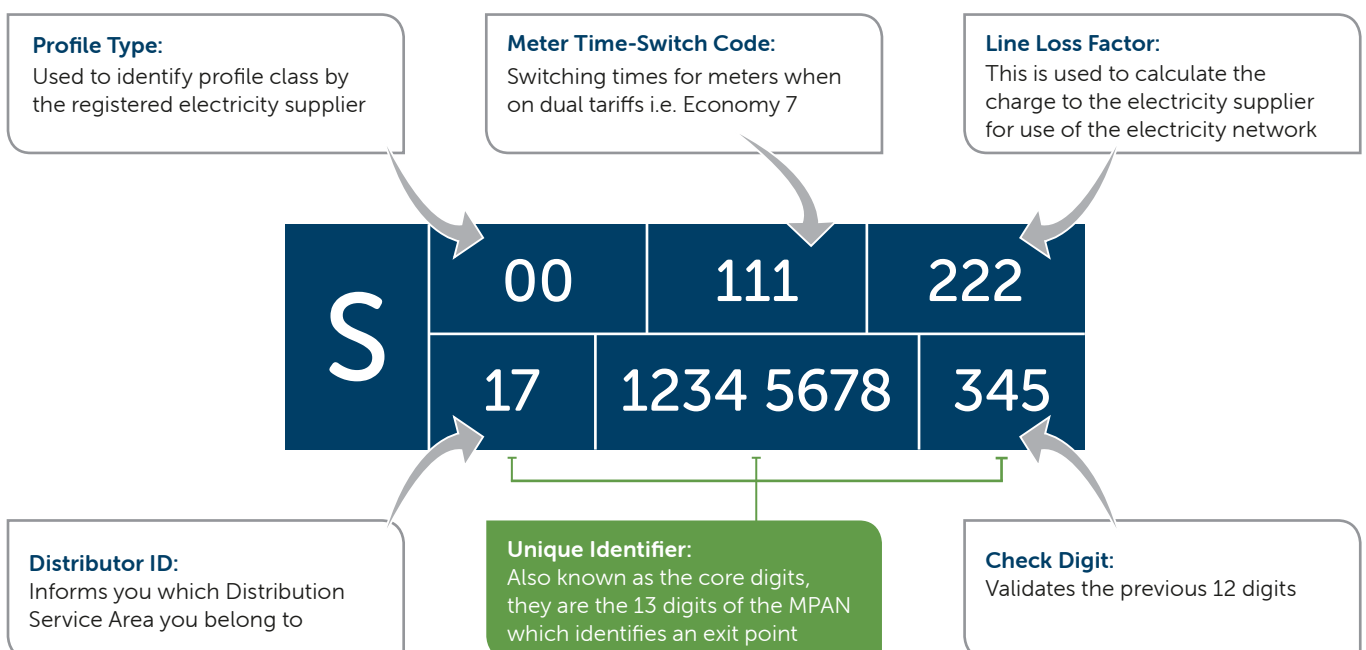 Profile Type:
Used to identify profile class by
the registered electricity supplier
Meter Time-Switch Code:
Switching times for meters when
on dual tariffs i.e. Economy 7
Line Loss Factor:
This is used to calculate the
charge to the electricity supplier
for use of the electricity network
S
00
111
222
17
1234 5678
345
Distributor ID:
Informs you which Distribution
Service Area you belong to
Unique Identifier:
Also known as the core digits,
they are the 13 digits of the MPAN
which identifies an exit point
Check Digit:
Validates the previous 12 digits